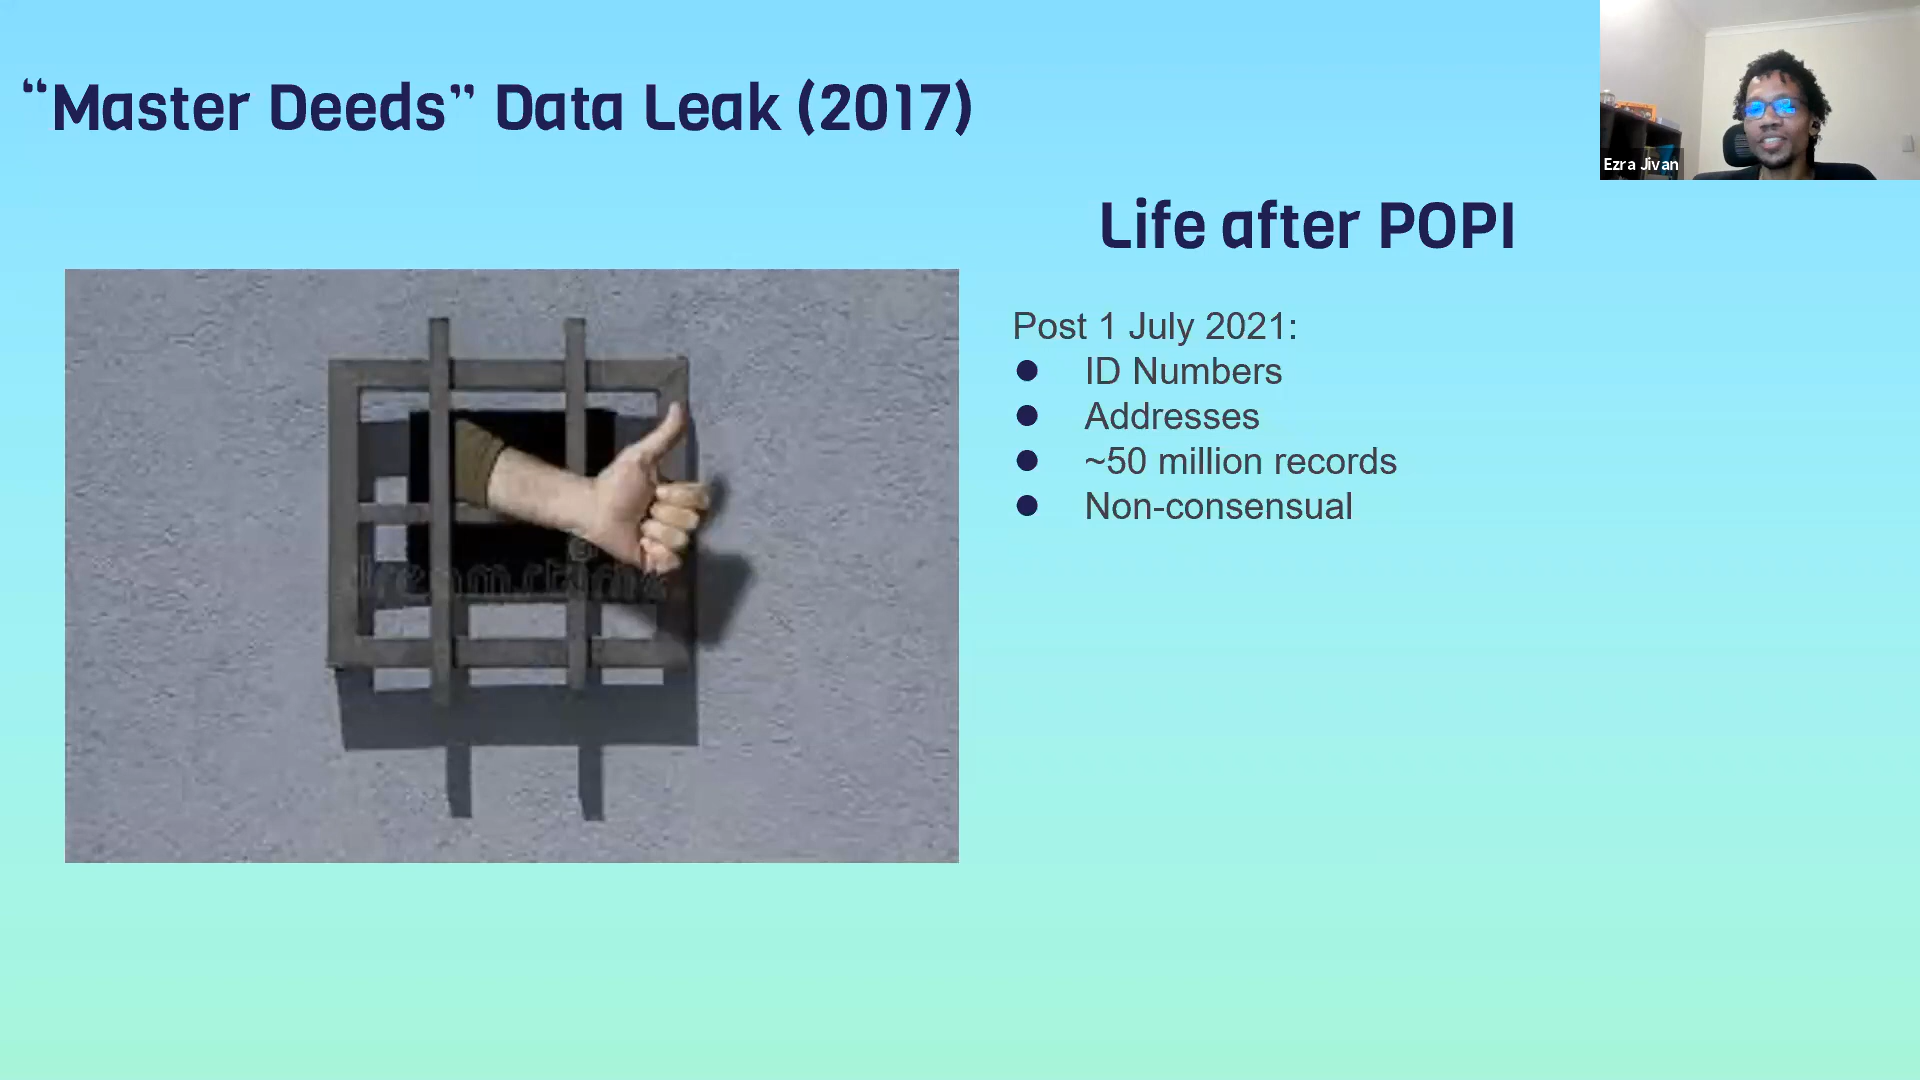 “Master Deeds” Data Leak (2017)
Ezra Jivan
Life after POPI
Post 1 July 2021:
● ID Numbers
● Addresses
● ~50 million records
● Non-consensual